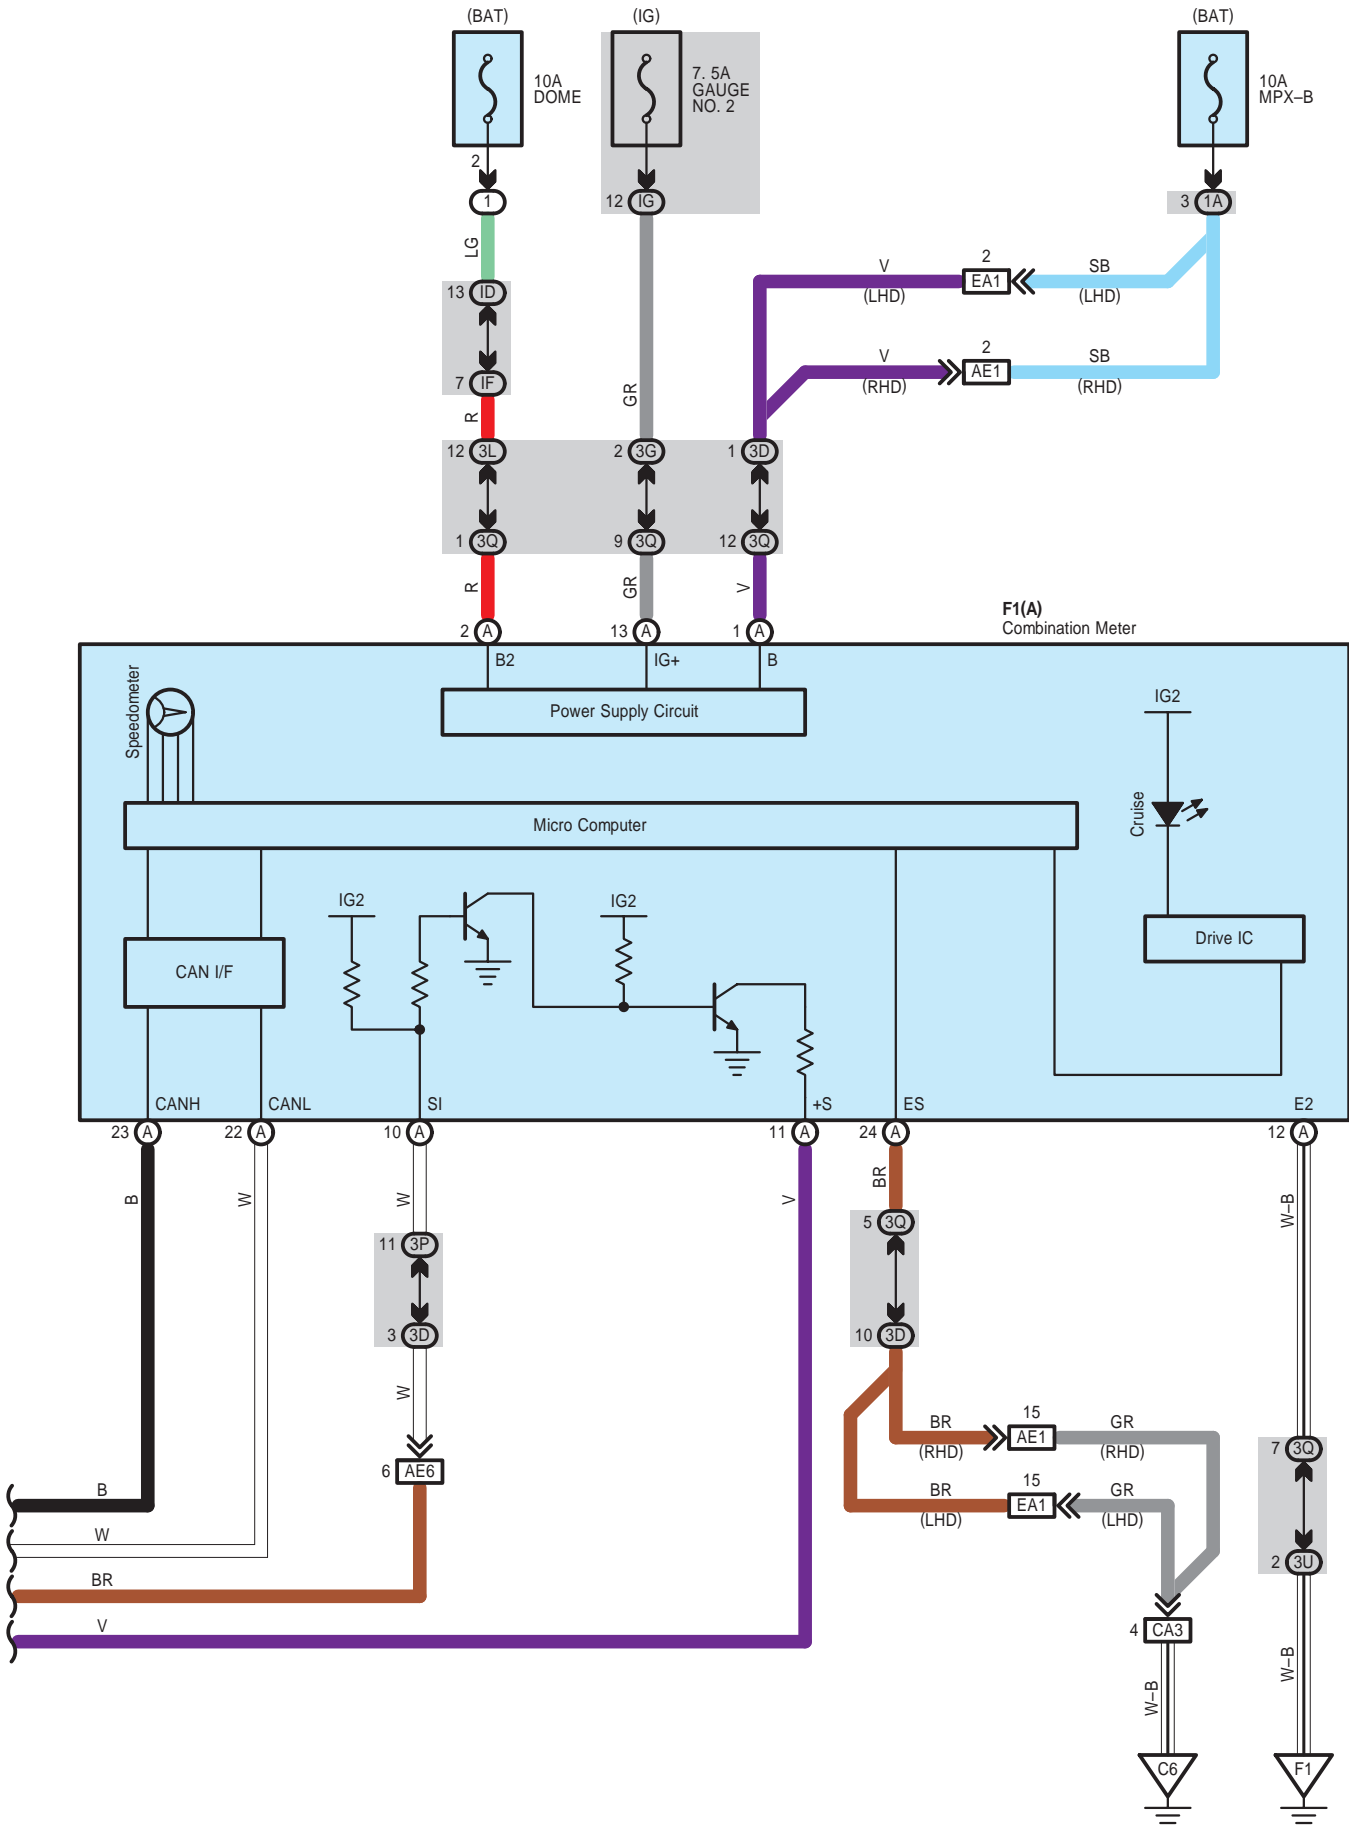 (BAT)
(IG)
(BAT)
10A
DOME
7. 5A
GAUGE
NO. 2
10A
MPX–B
2
1
12 IG
3 1A
LG
V
(LHD)
2
EA1
SB
(LHD)
13 ID
7 IF
GR
V
(RHD)
2
AE1
SB
(RHD)
R
12 3L
2 3G
1 3D
1 3Q
9 3Q
12 3Q
R
GR
V
F1(A)
Combination Meter
2 A
13 A
1 A
B2
IG+
B
Speedometer
Power Supply Circuit
IG2
Cruise
Micro Computer
IG2
IG2
Drive IC
CAN I/F
CANH
CANL
SI
+S
ES
E2
23 A
22 A
10 A
11 A
24 A
12 A
B
W
W
V
BR
W–B
11 3P
3 3D
5 3Q
10 3D
W
BR
(RHD)
15
AE1
GR
(RHD)
6 AE6
BR
(LHD)
15
EA1
GR
(LHD)
7 3Q
2 3U
B
W
BR
V
4 CA3
W–B
W–B
C6
F1